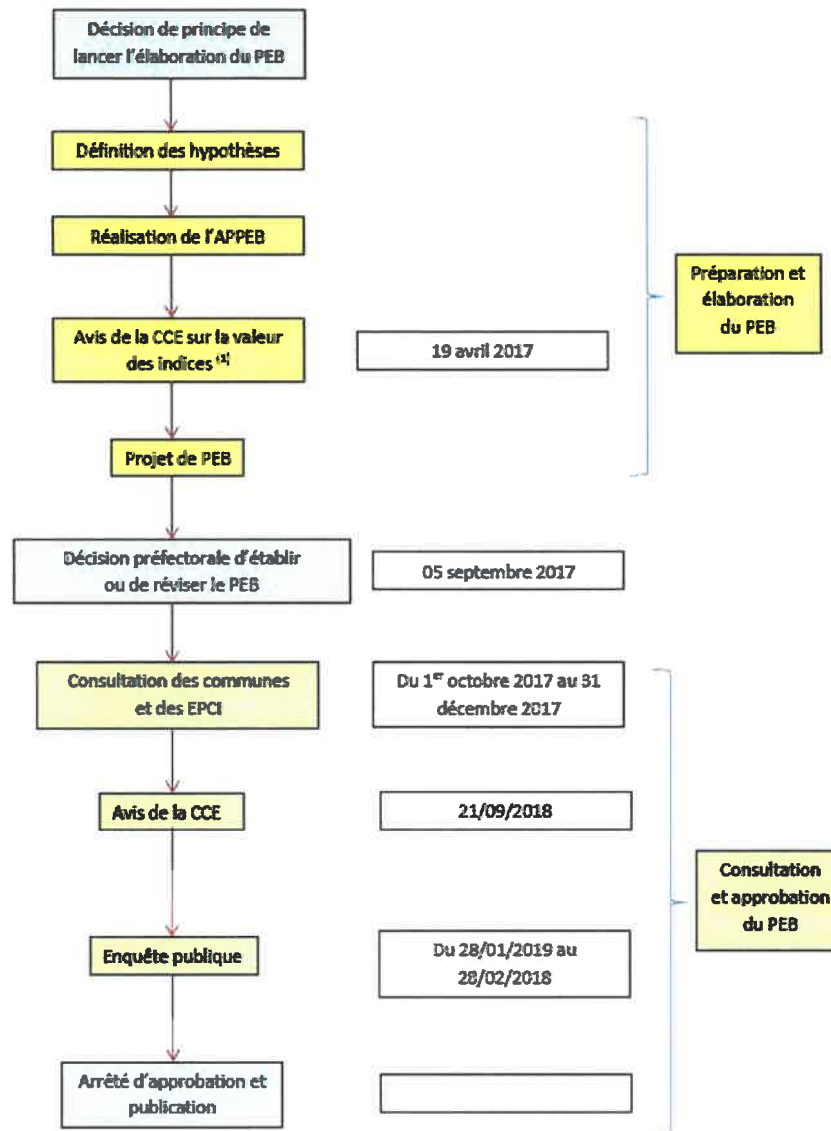 Décision de principe de
lancer l'élaboration du PEB
Définition des hypothèses
Réalisation de l'APPEB
Préparation et
élaboration
du PEB
Avis de la CCE sur la valeur
des indices (1)
19 avril 2017
Projet de PEB
Décision préfectorale d'établir
ou de réviser le PEB
05 septembre 2017
Consultation des communes
et des EPCI
Du 1er octobre 2017 au 31
décembre 2017
Avis de la CCE
21/09/2018
Consultation
et approbation
du PEB
Enquête publique
Du 28/01/2019 au
28/02/2018
Arrêté d'approbation et
publication